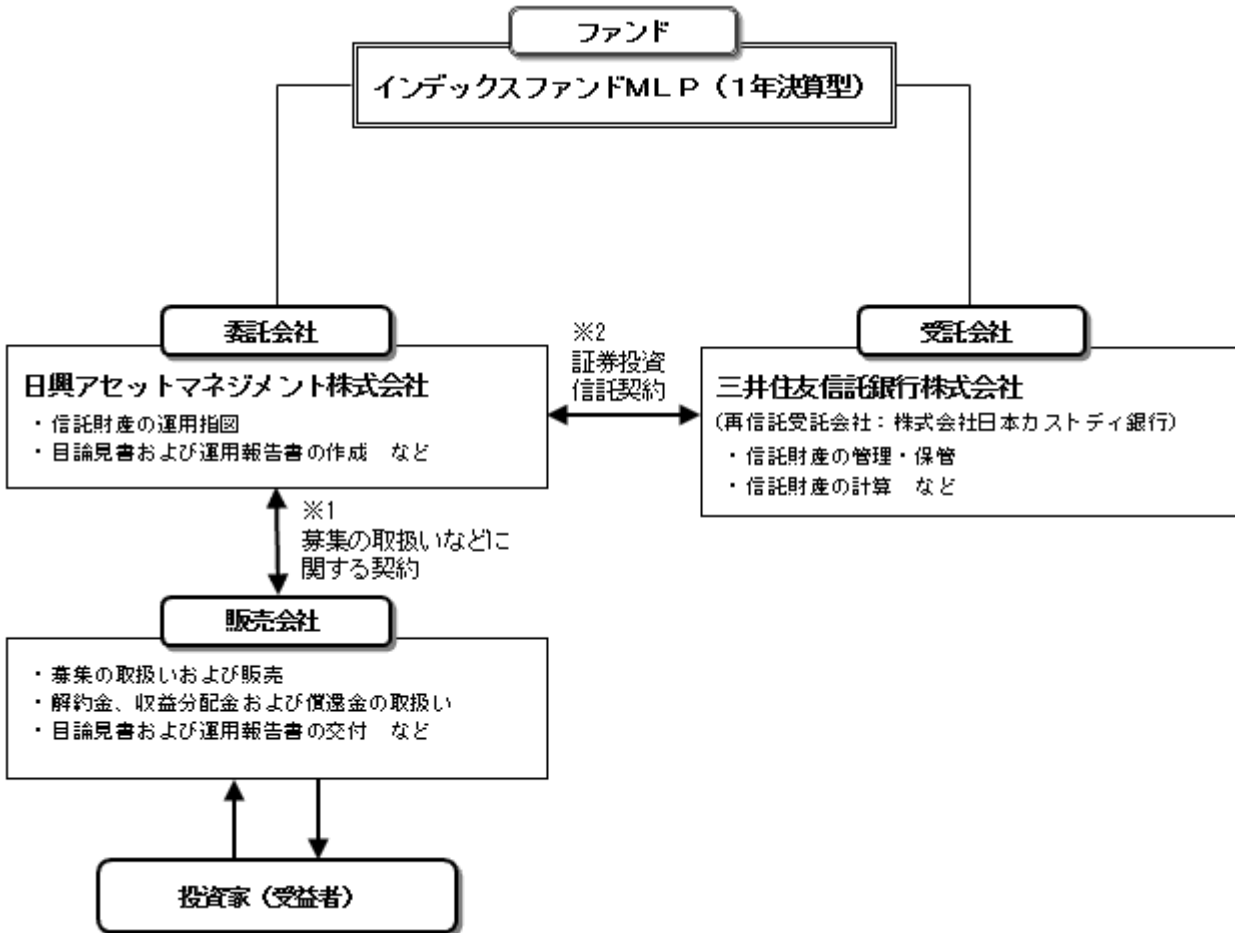 ファンド
インデックスファンドMLP(1年決算型)
委託会社
日興アセットマネジメント株式会社
・信託財産の運用指図
・目論見書および運用報告書の作成 など
※2
証券投資
信託契約
受託会社
三井住友信託銀行株式会社
(再信託受託会社:株式会社日本カストディ銀行)
・信託財産の管理・保管
・信託財産の計算 など
※1
募集の取扱いなどに
関する契約
販売会社
・募集の取扱いおよび販売
・解約金、収益分配金および償還金の取扱い
・目論見書および運用報告書の交付 など
投資家(受益者)